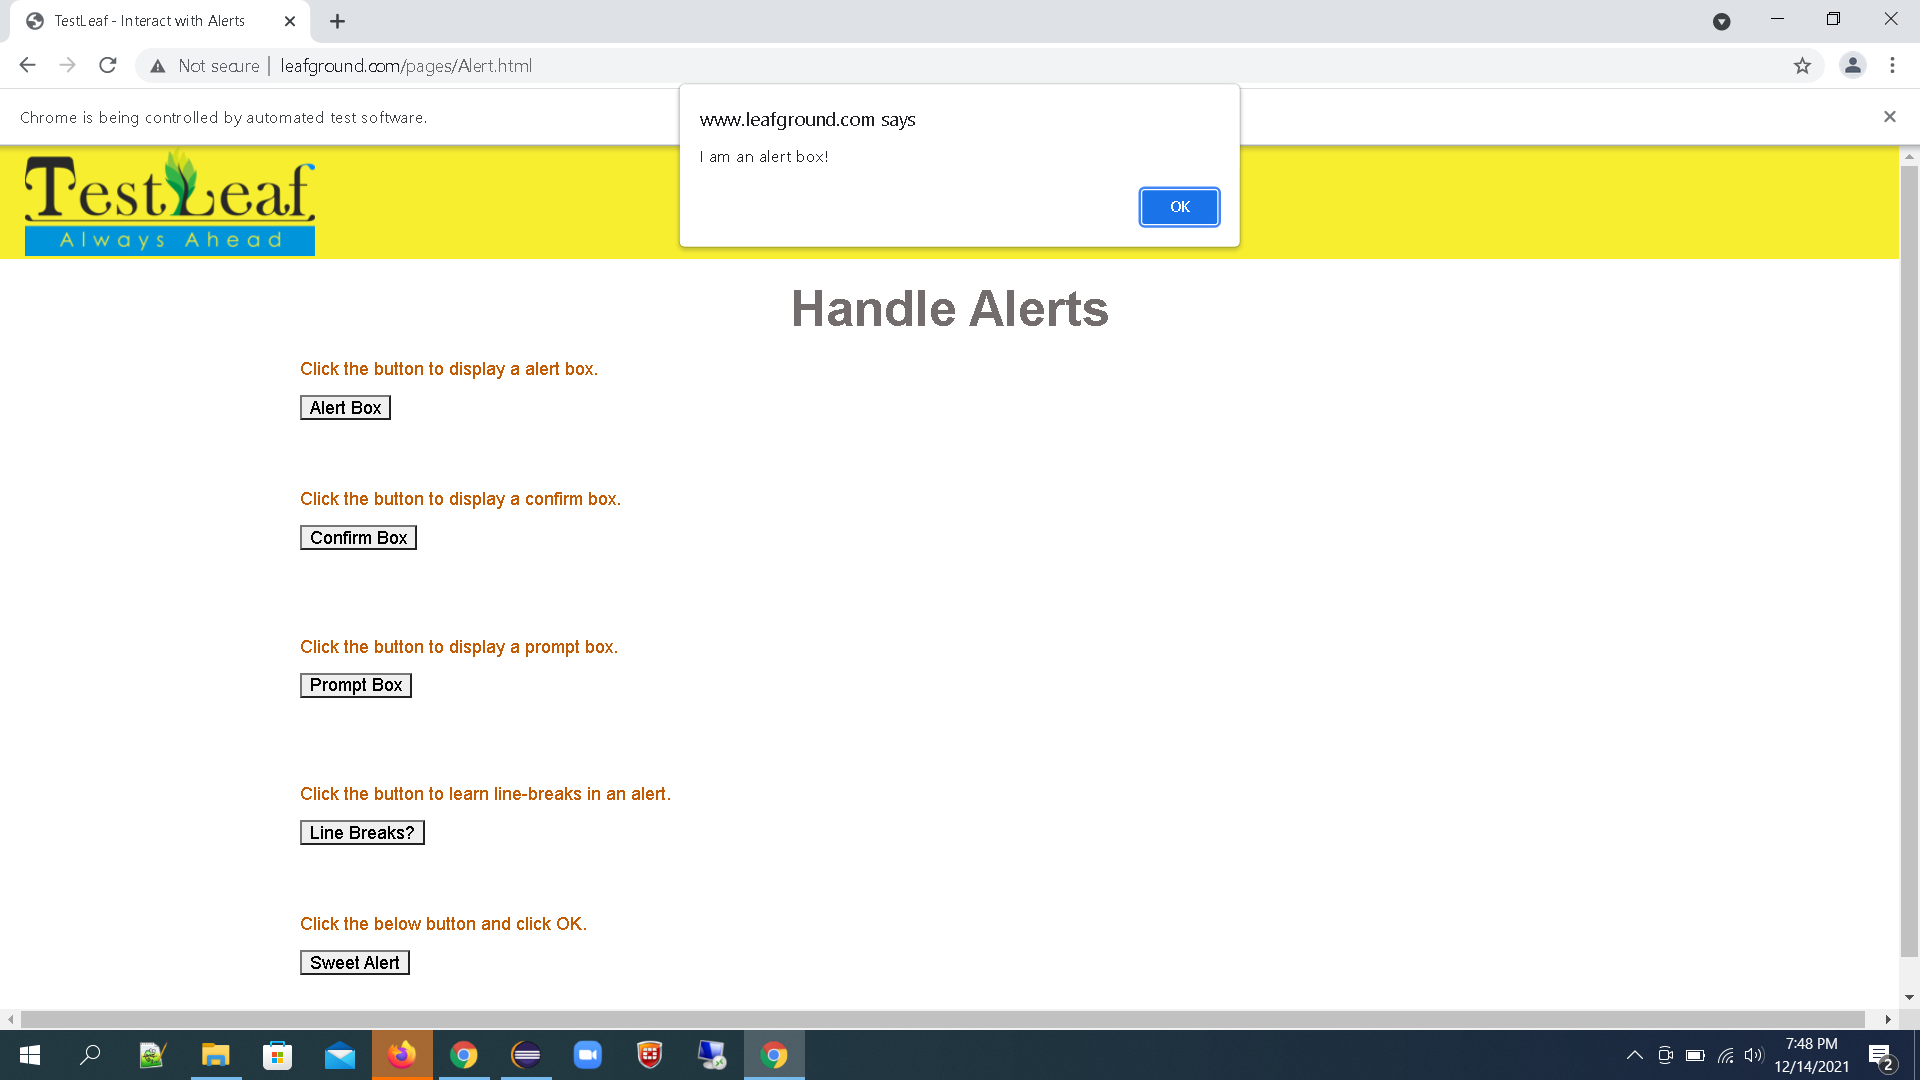 TestLeaf - Interact with Alerts
Not secure | leafground.com/pages/Alert.html
Chrome is being controlled by automated test software.
www.leafground.com says
I am an alert box!
OK
TestLeaf
Always Ahead
Handle Alerts
Click the button to display a alert box.
Alert Box
Click the button to display a confirm box.
Confirm Box
Click the button to display a prompt box.
Prompt Box
Click the button to learn line-breaks in an alert.
Line Breaks?
Click the below button and click OK.
Sweet Alert
7:48 PM
12/14/2021
2